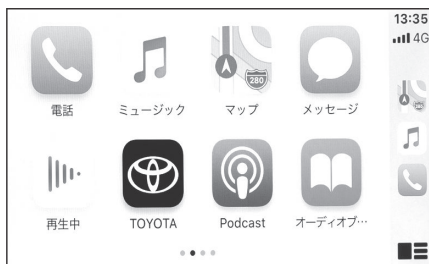 13:35
4G
280
電話
ミュージック
マップ
メッセージ
再生中
TOYOTA
Podcast
オーディオブ…